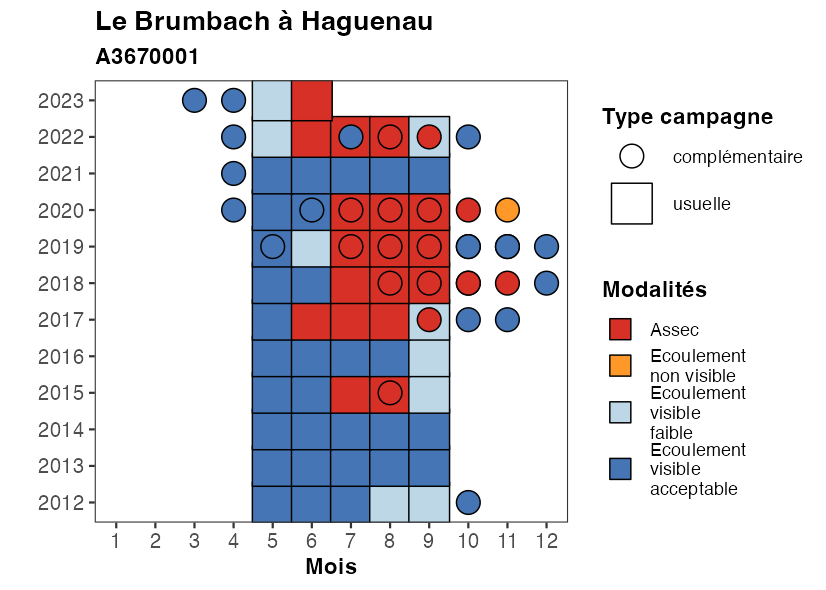 Le Brumbach à Haguenau
A3670001
2023
2022
2021
2020
2019
2018
2017
2016
2015
2014
2013
2012
1 2 3 4 5 6 7 8 9 10 11 12
Mois
Type campagne
complémentaire
usuelle
Modalités
Assec
Ecoulement
non visible
Ecoulement
visible
faible
Ecoulement
visible
acceptable